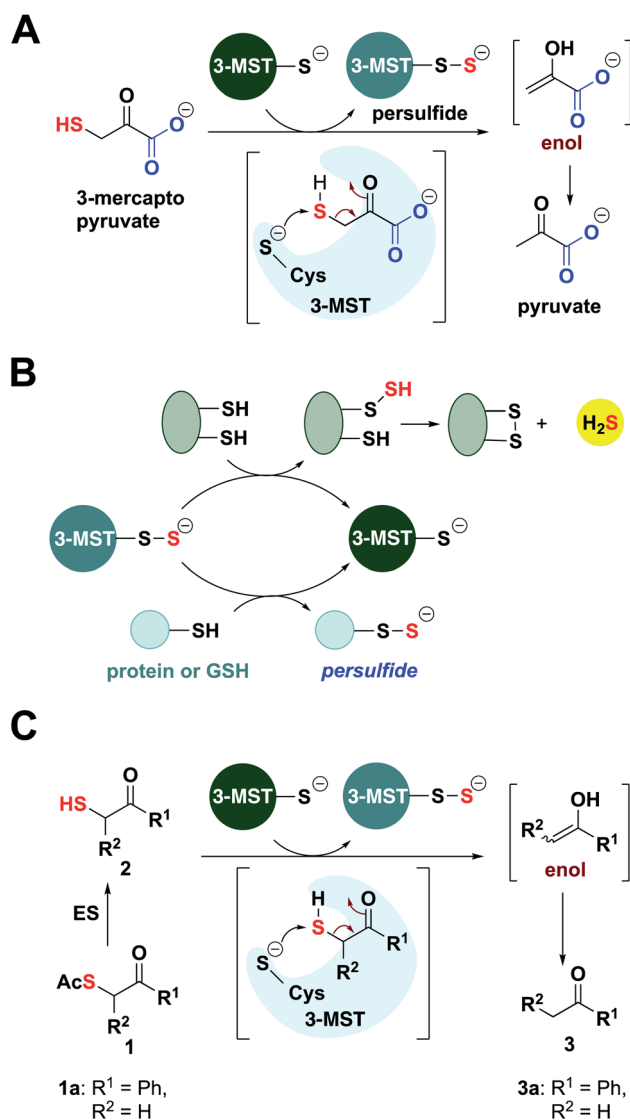 A
3-MST
S
⊖
3-MST
S
S
⊖
persulfide
HS
O
O
⊖
O
3-mercapto
pyruvate
H
S
O
O
⊖
O
S
⊖
Cys
3-MST
OH
O
⊖
O
enol
O
O
⊖
O
pyruvate
B
SH
SH
S
SH
SH
S
S
+
H2S
3-MST
S
S
⊖
3-MST
S
⊖
SH
S
S
⊖
protein or GSH
persulfide
C
HS
O
R1
R2
2
ES
AcS
O
R1
R2
1
1a: R1 = Ph,
R2 = H
3-MST
S
⊖
3-MST
S
S
⊖
H
S
O
R1
R2
S
⊖
Cys
3-MST
OH
R2
R1
enol
O
R2
R1
3
3a: R1 = Ph,
R2 = H